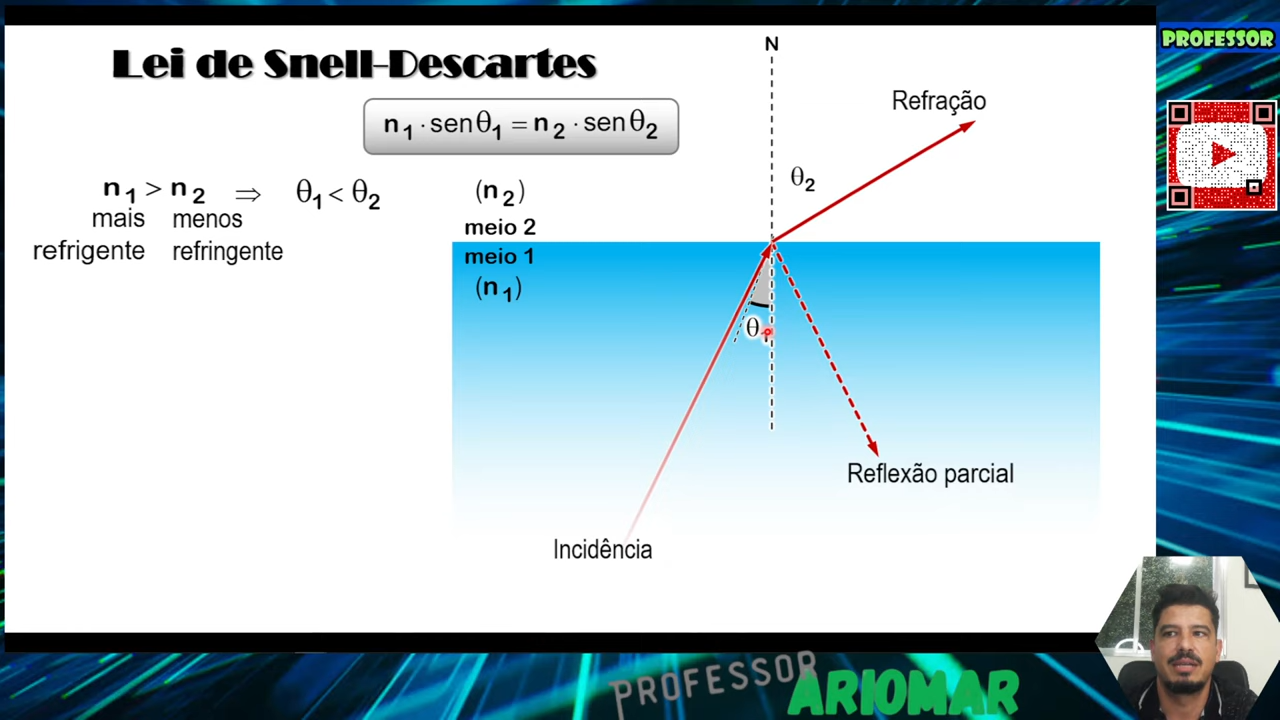 Lei de Snell-Descartes
n₁ · senθ₁ = n₂ · senθ₂
n₁ > n₂ ⇒ θ₁ < θ₂
mais menos
refrigente refringente
(n₂)
meio 2
meio 1
(n₁)
N
Refração
θ₂
θ₁
Reflexão parcial
Incidência
PROFESSOR
PROFESSOR
ARIOMAR